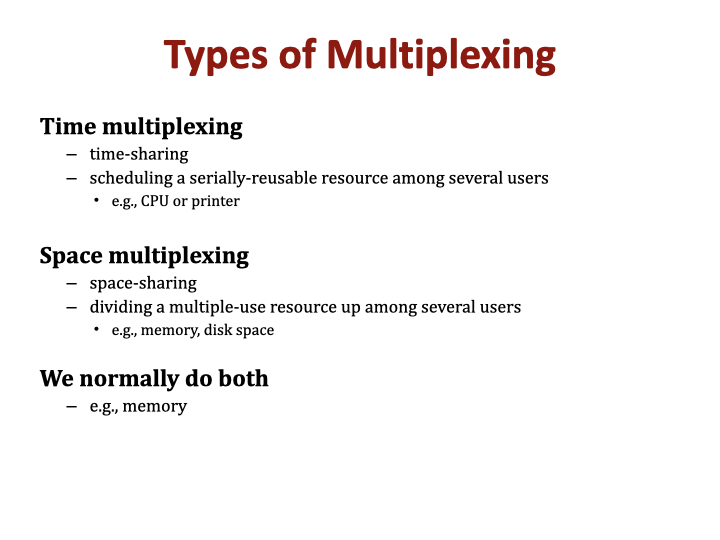 Types of Multiplexing
Time multiplexing
– time-sharing
– scheduling a serially-reusable resource among several users
• e.g., CPU or printer
Space multiplexing
– space-sharing
– dividing a multiple-use resource up among several users
• e.g., memory, disk space
We normally do both
– e.g., memory